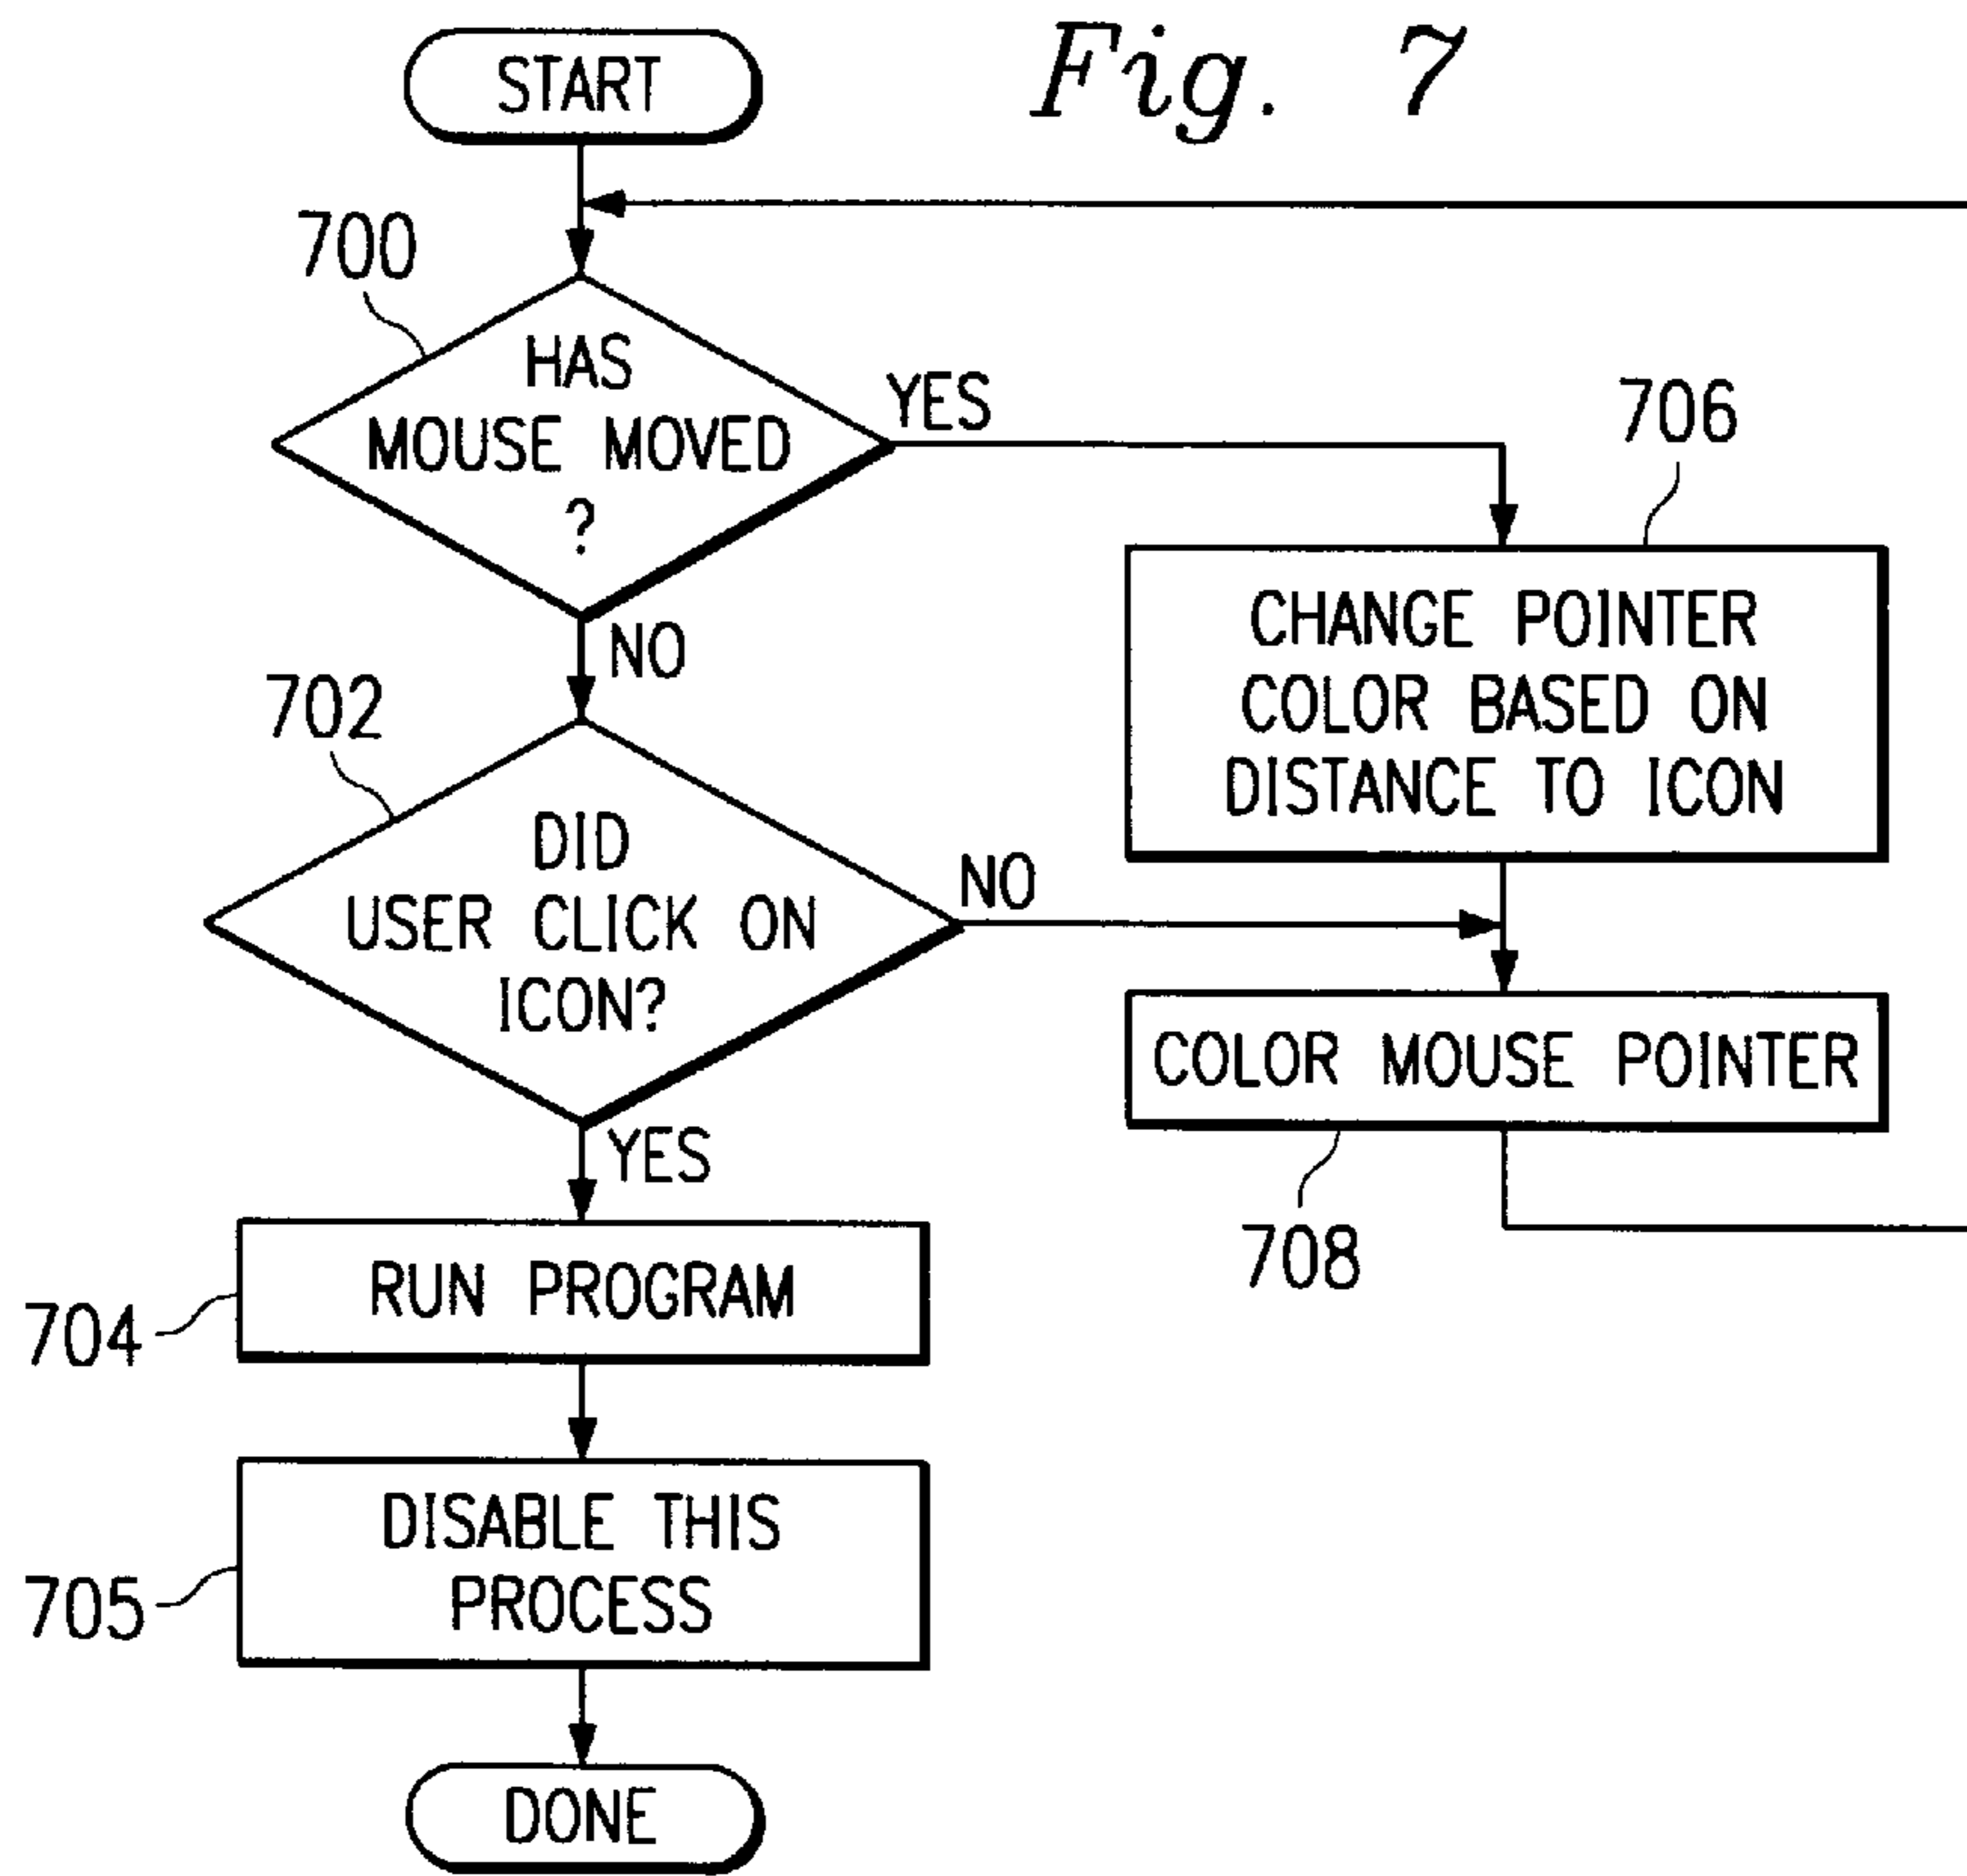 Fig. 7
START
700
HAS
MOUSE MOVED
?
YES
NO
706
CHANGE POINTER
COLOR BASED ON
DISTANCE TO ICON
702
DID
USER CLICK ON
ICON?
NO
YES
COLOR MOUSE POINTER
708
704
RUN PROGRAM
705
DISABLE THIS
PROCESS
DONE